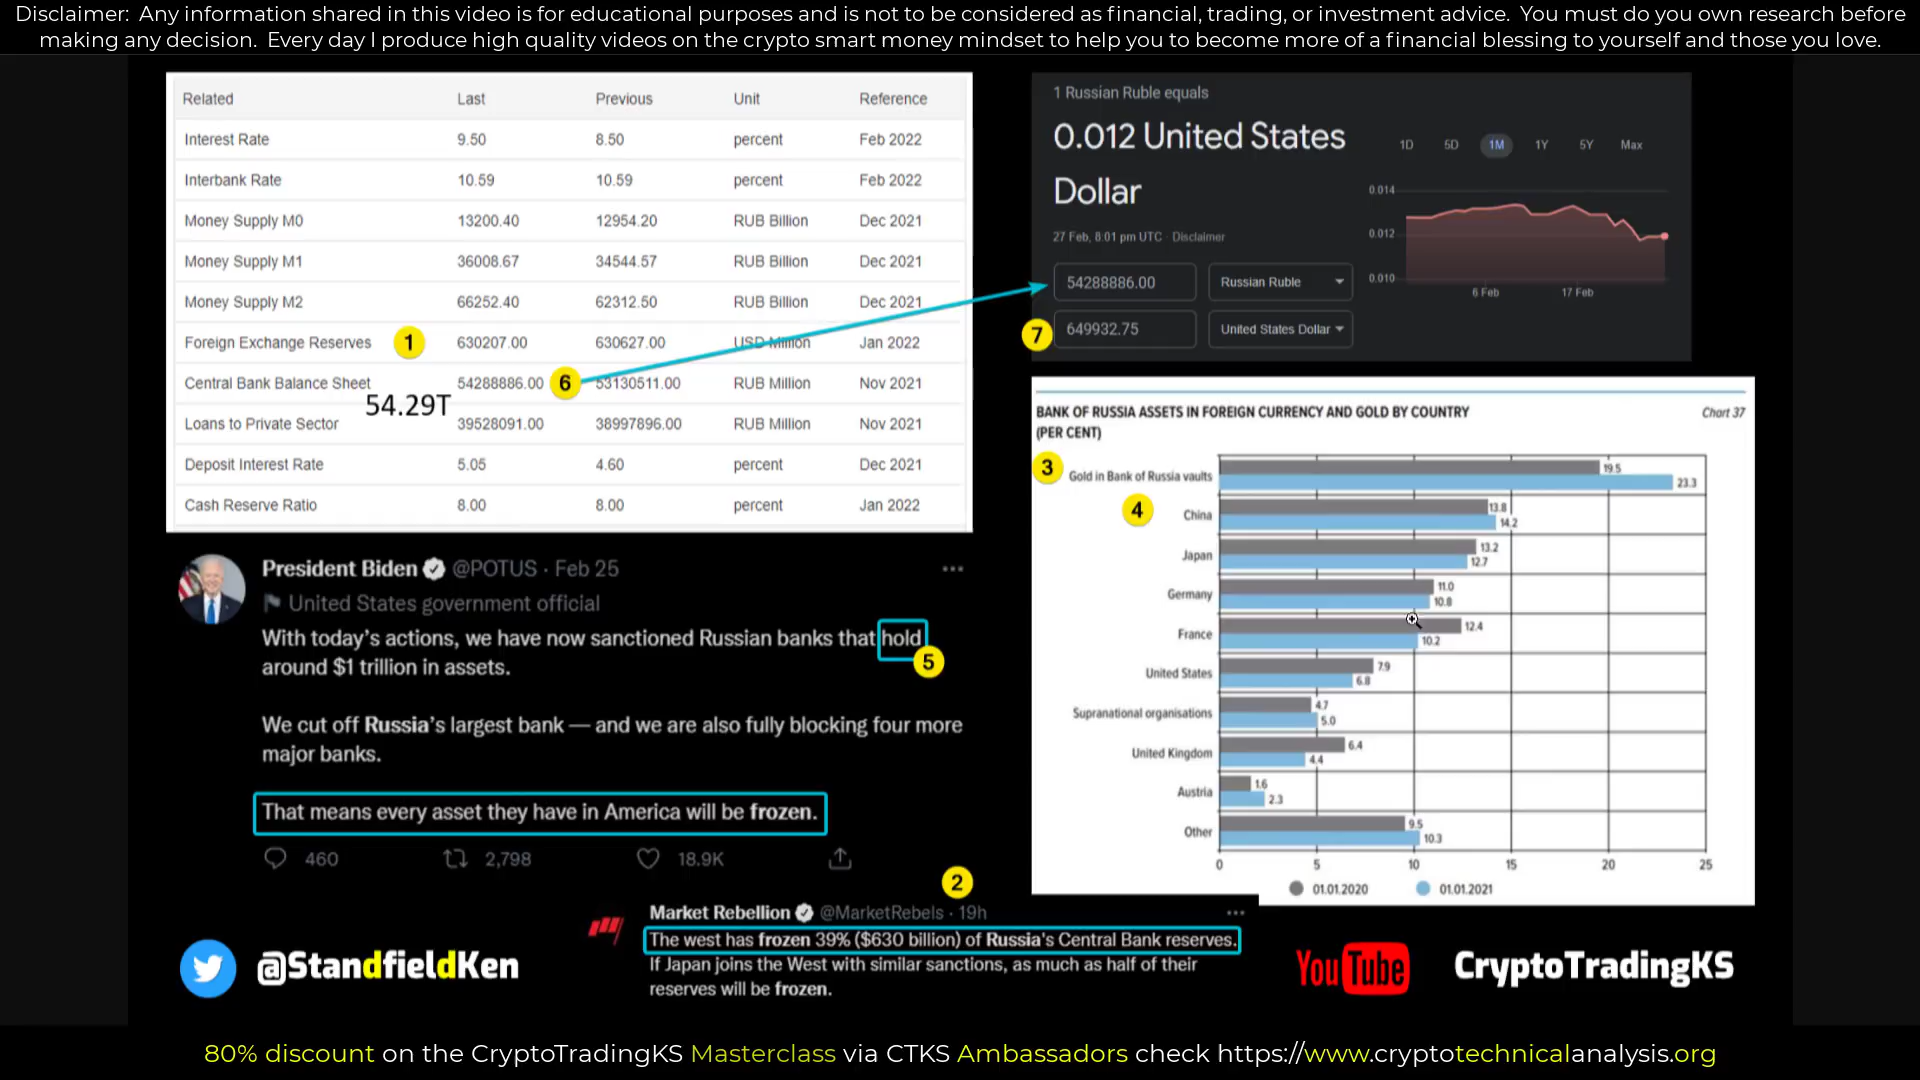 Disclaimer: Any information shared in this video is for educational purposes and is not to be considered as financial, trading, or investment advice. You must do you own research before
making any decision. Every day I produce high quality videos on the crypto smart money mindset to help you to become more of a financial blessing to yourself and those you love.
Related Last Previous Unit Reference
Interest Rate 9.50 8.50 percent Feb 2022
Interbank Rate 10.59 10.59 percent Feb 2022
Money Supply M0 13200.40 12954.20 RUB Billion Dec 2021
Money Supply M1 36008.67 34544.57 RUB Billion Dec 2021
Money Supply M2 66252.40 62312.50 RUB Billion Dec 2021
Foreign Exchange Reserves 1 630207.00 630627.00 USD Million Jan 2022
Central Bank Balance Sheet 54288886.00 6 53130511.00 RUB Million Nov 2021
54.29T
Loans to Private Sector 39528091.00 38997896.00 RUB Million Nov 2021
Deposit Interest Rate 5.05 4.60 percent Dec 2021
Cash Reserve Ratio 8.00 8.00 percent Jan 2022
1 Russian Ruble equals
0.012 United States
Dollar
27 Feb, 8:01 pm UTC · Disclaimer
54288886.00 Russian Ruble
7 649932.75 United States Dollar
1D 5D 1M 1Y 5Y Max
0.014
0.012
0.010
6 Feb 17 Feb
BANK OF RUSSIA ASSETS IN FOREIGN CURRENCY AND GOLD BY COUNTRY Chart 37
(PER CENT)
3 Gold in Bank of Russia vaults 19.5 23.3
4 China 13.8 14.2
Japan 13.2 12.7
Germany 11.0 10.8
France 12.4 10.2
United States 7.9 6.8
Supranational organisations 4.7 5.0
United Kingdom 6.4 4.4
Austria 1.6 2.3
Other 9.5 10.3
0 5 10 15 20 25
01.01.2020 01.01.2021
President Biden @POTUS · Feb 25
United States government official
With today's actions, we have now sanctioned Russian banks that hold
around $1 trillion in assets. 5
We cut off Russia's largest bank — and we are also fully blocking four more
major banks.
That means every asset they have in America will be frozen.
460 2,798 18.9K
2
Market Rebellion @MarketRebels · 19h
The west has frozen 39% ($630 billion) of Russia's Central Bank reserves.
If Japan joins the West with similar sanctions, as much as half of their
reserves will be frozen.
@StandfieldKen
YouTube CryptoTradingKS
80% discount on the CryptoTradingKS Masterclass via CTKS Ambassadors check https://www.cryptotechnicalanalysis.org